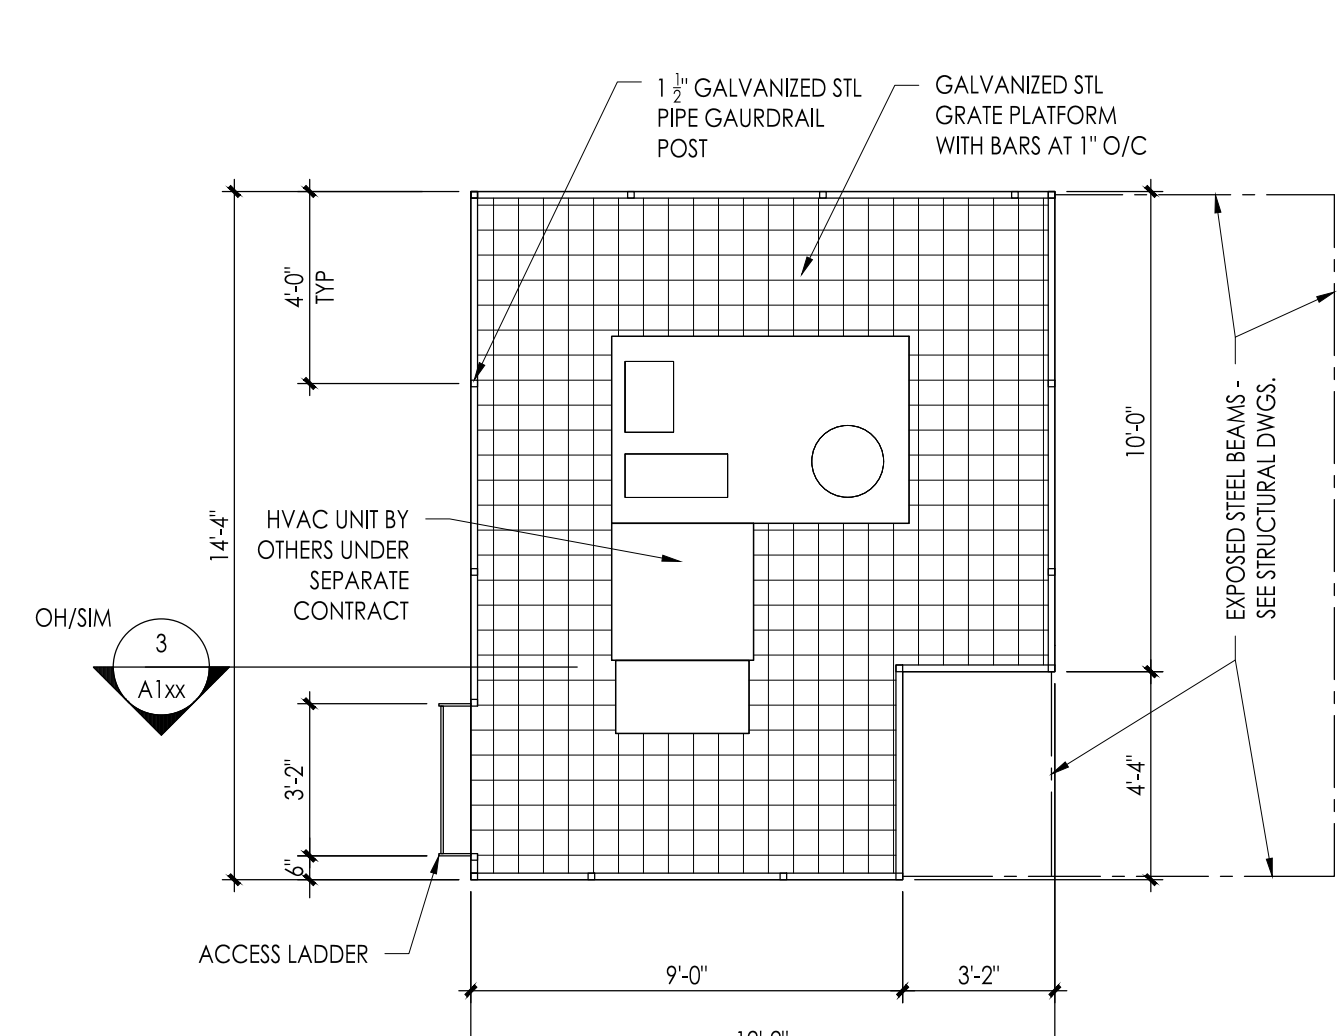 1 1/2" GALVANIZED STL
PIPE GAURDRAIL
POST
GALVANIZED STL
GRATE PLATFORM
WITH BARS AT 1" O/C
4'-0"
TYP
14'-4"
10'-0"
HVAC UNIT BY
OTHERS UNDER
SEPARATE
CONTRACT
EXPOSED STEEL BEAMS -
SEE STRUCTURAL DWGS.
OH/SIM
3
A1xx
3'-2"
6"
4'-4"
ACCESS LADDER
9'-0"
3'-2"